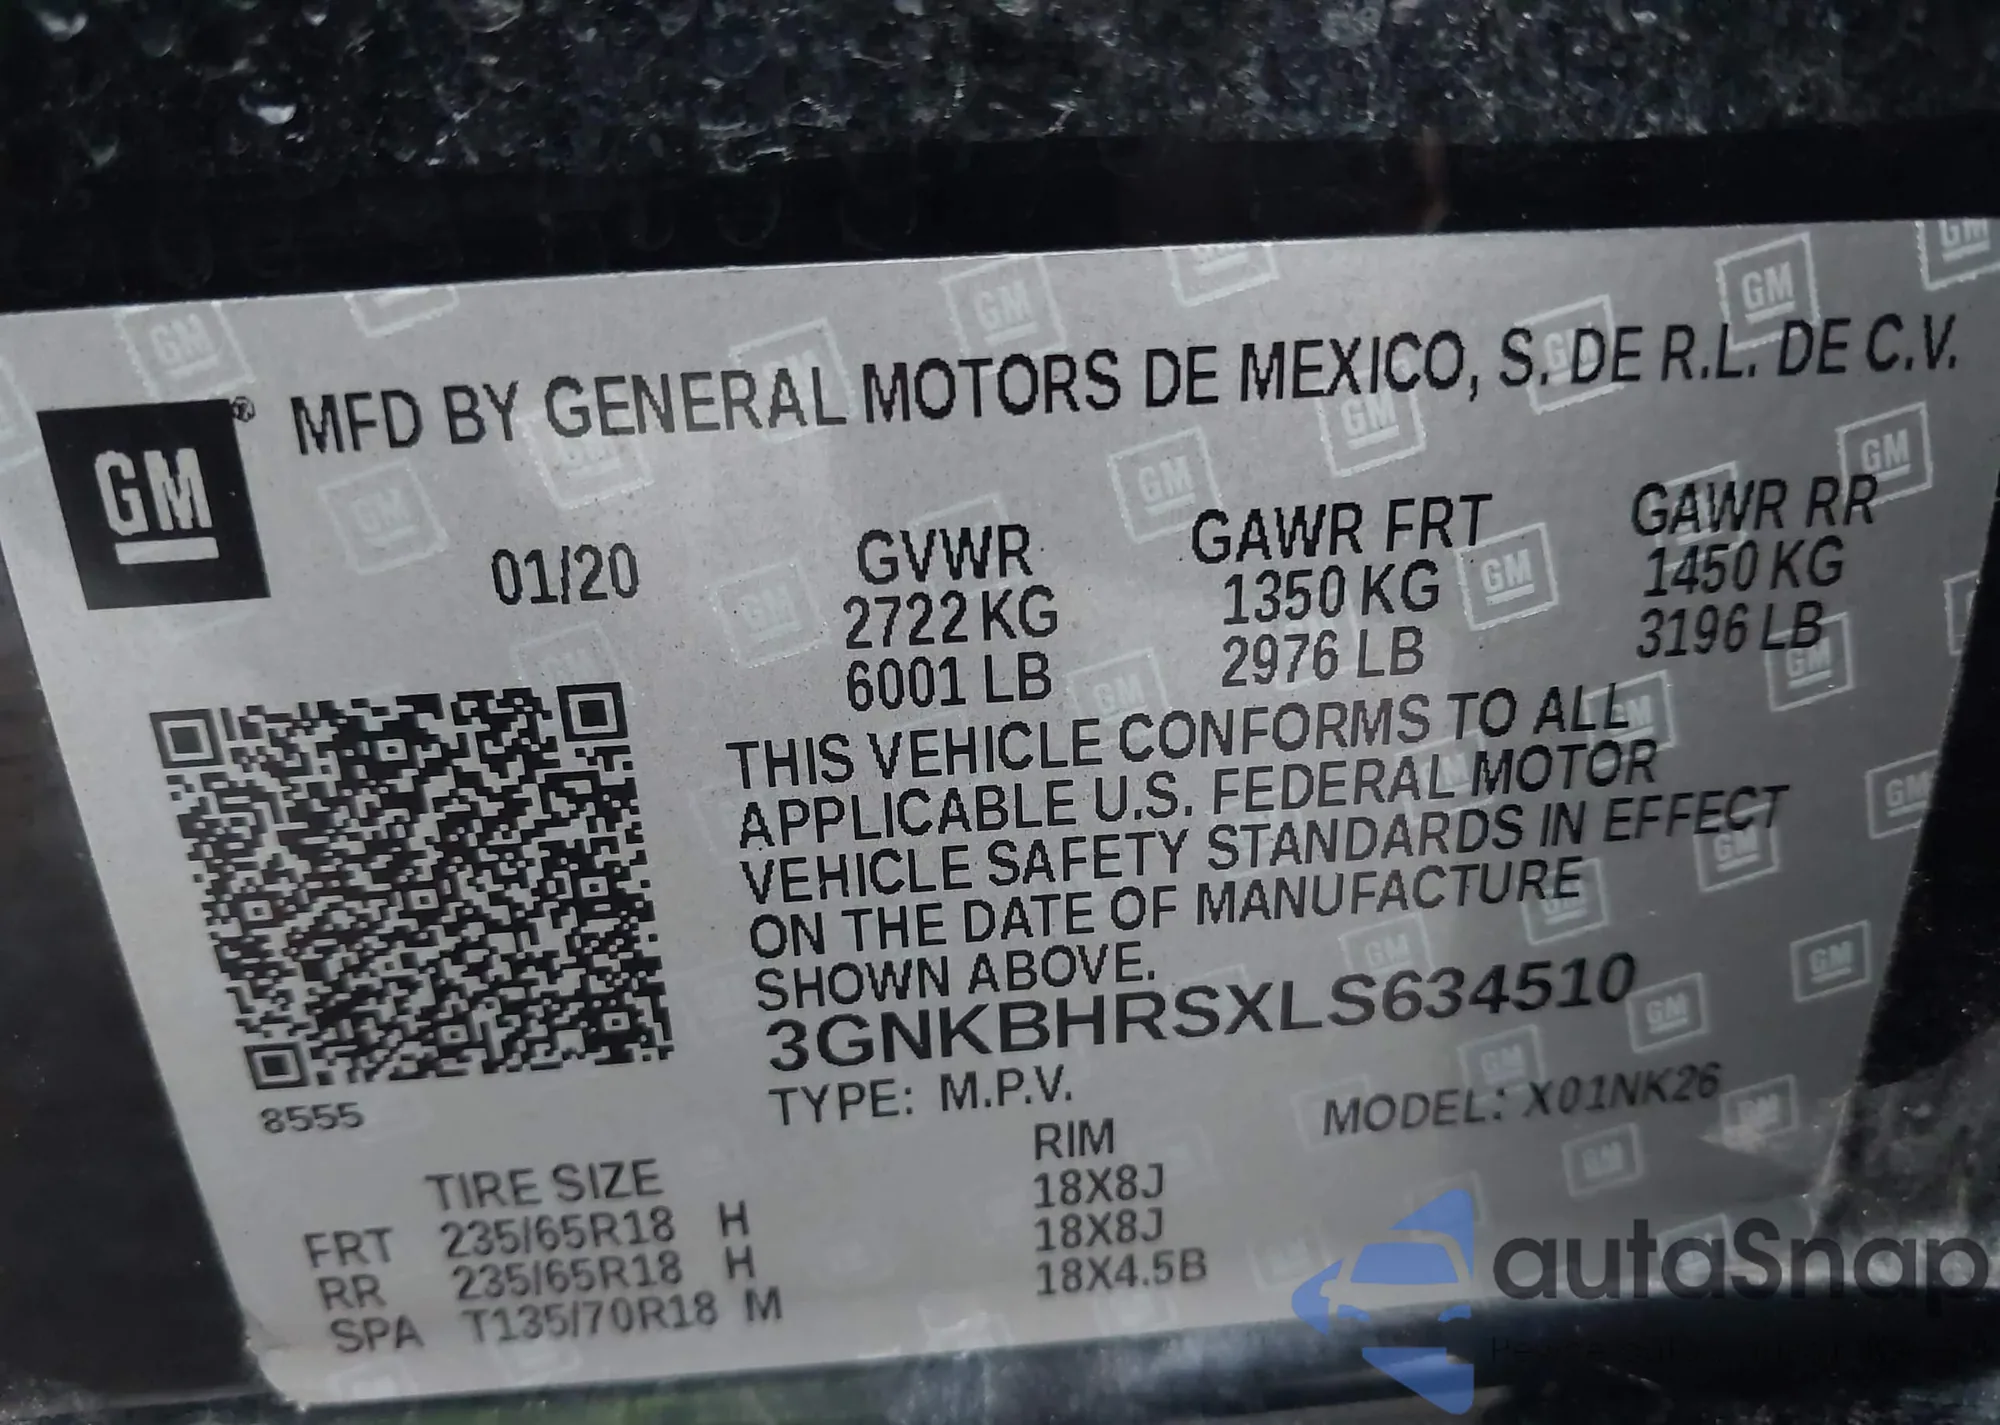 GM ® MFD BY GENERAL MOTORS DE MEXICO, S. DE R.L. DE C.V.
01/20 GVWR GAWR FRT GAWR RR
2722 KG 1350 KG 1450 KG
6001 LB 2976 LB 3196 LB
THIS VEHICLE CONFORMS TO ALL
APPLICABLE U.S. FEDERAL MOTOR
VEHICLE SAFETY STANDARDS IN EFFECT
ON THE DATE OF MANUFACTURE
SHOWN ABOVE.
3GNKBHRSXLS634510
8555 TYPE: M.P.V. MODEL: X01NK26
TIRE SIZE RIM
FRT 235/65R18 H 18X8J
RR 235/65R18 H 18X8J
SPA T135/70R18 M 18X4.5B
autaSnap